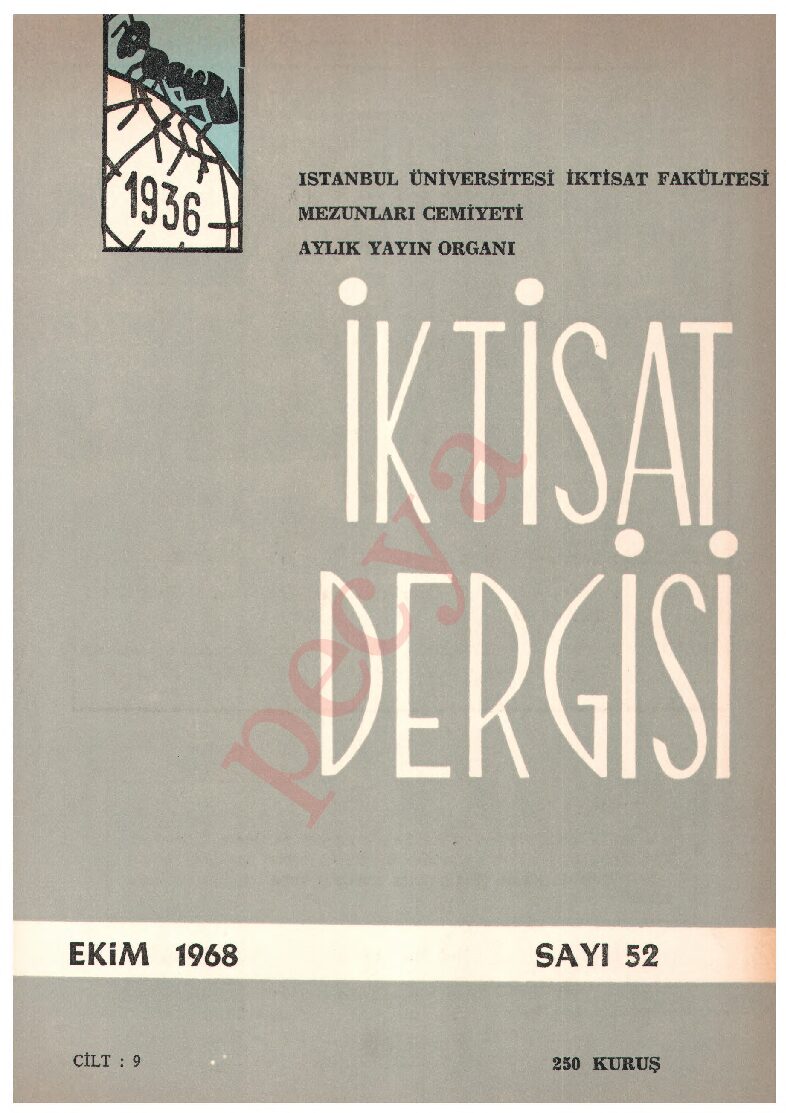 1936
ISTANBUL ÜNİVERSİTESİ İKTİSAT FAKÜLTESİ
MEZUNLARI CEMİYETİ
AYLIK YAYIN ORGANI
İKTİSAT
DERGİSİ
pecya
EKİM 1968
SAYI 52
CİLT : 9
250 KURUŞ